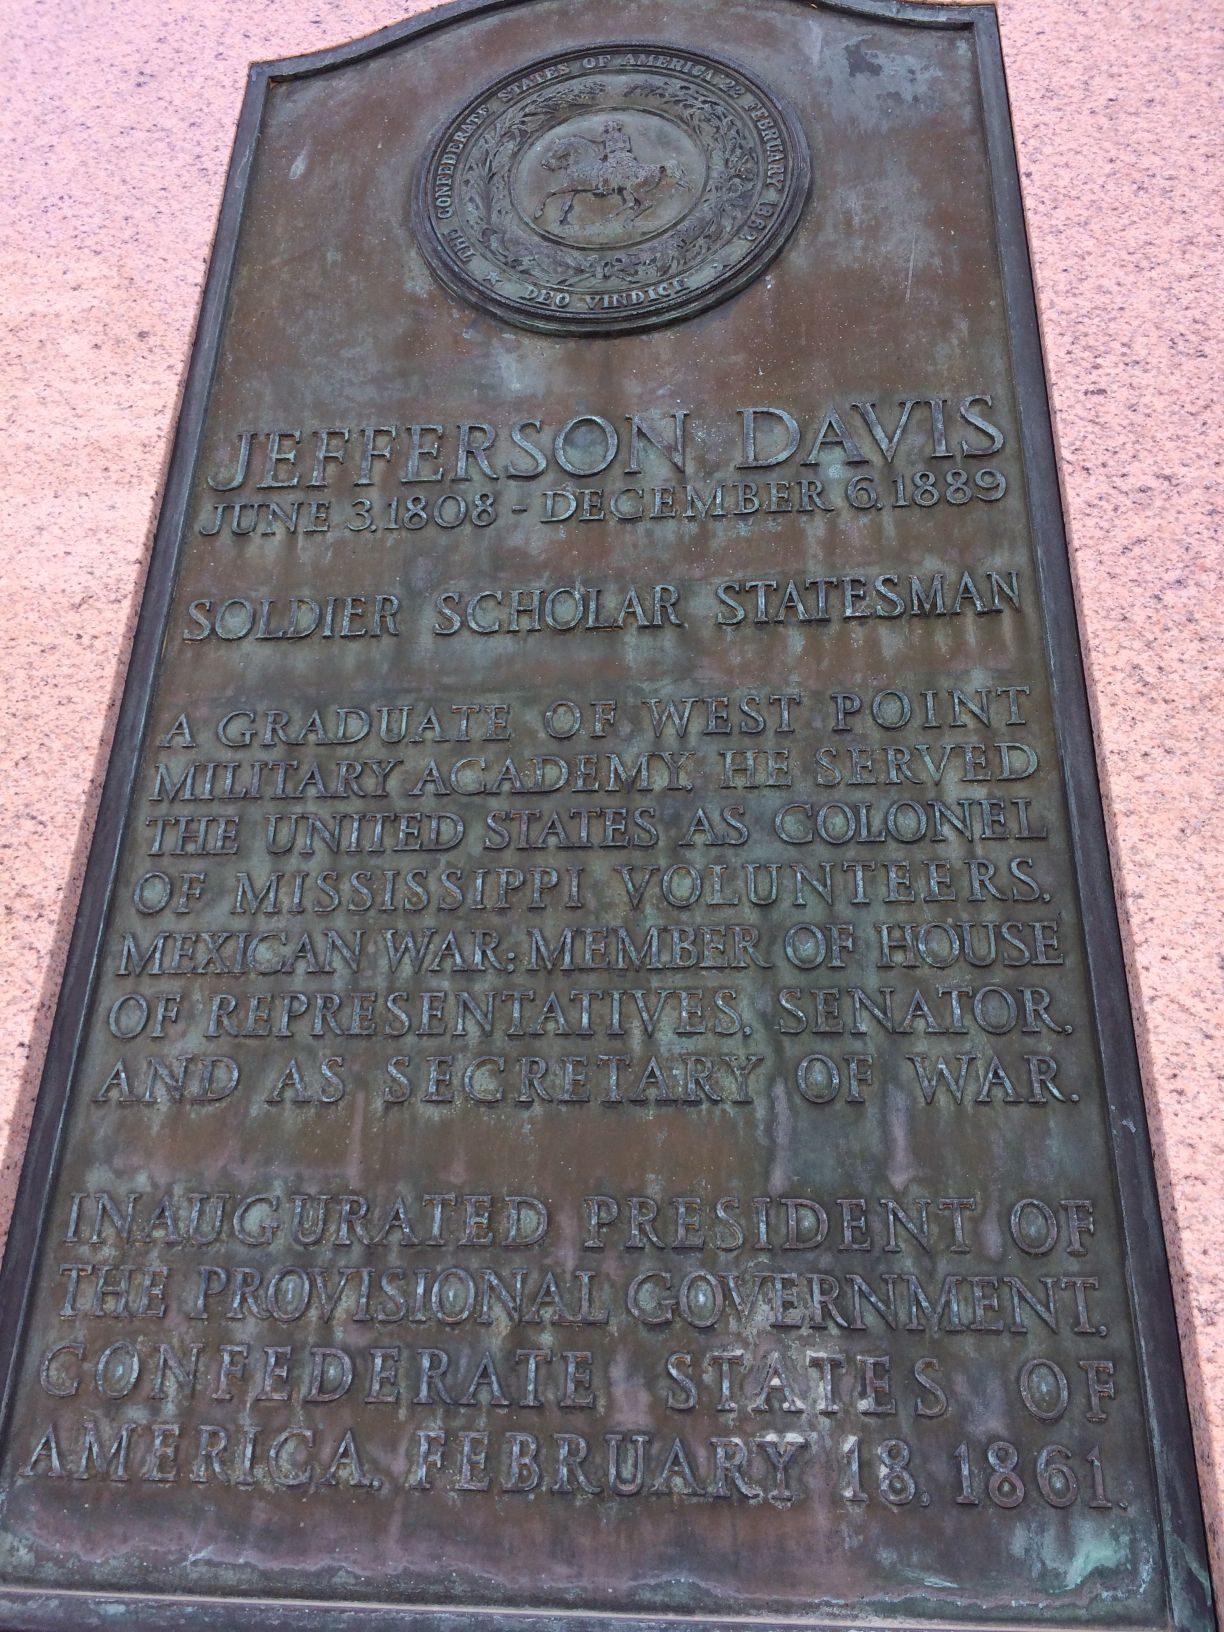 THE CONFEDERATE STATES OF AMERICA 22 FEBRUARY 1862
DEO VINDICE
JEFFERSON DAVIS
JUNE 3, 1808 - DECEMBER 6, 1889
SOLDIER SCHOLAR STATESMAN
A GRADUATE OF WEST POINT
MILITARY ACADEMY, HE SERVED
THE UNITED STATES AS COLONEL
OF MISSISSIPPI VOLUNTEERS,
MEXICAN WAR; MEMBER OF HOUSE
OF REPRESENTATIVES, SENATOR,
AND AS SECRETARY OF WAR.
INAUGURATED PRESIDENT OF
THE PROVISIONAL GOVERNMENT,
CONFEDERATE STATES OF
AMERICA, FEBRUARY 18, 1861.